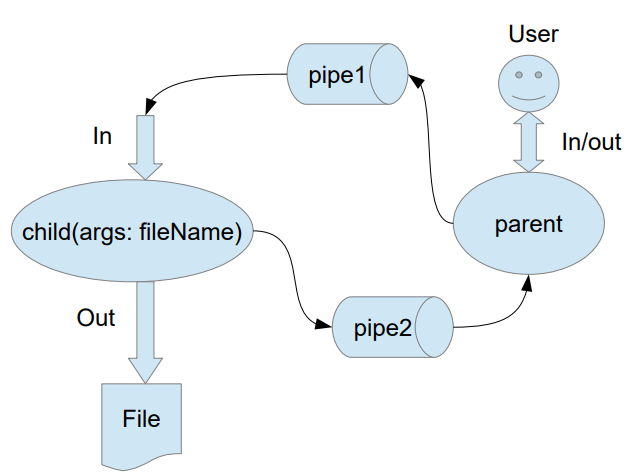 User
pipe1
In
In/out
child(args: fileName)
parent
Out
pipe2
File